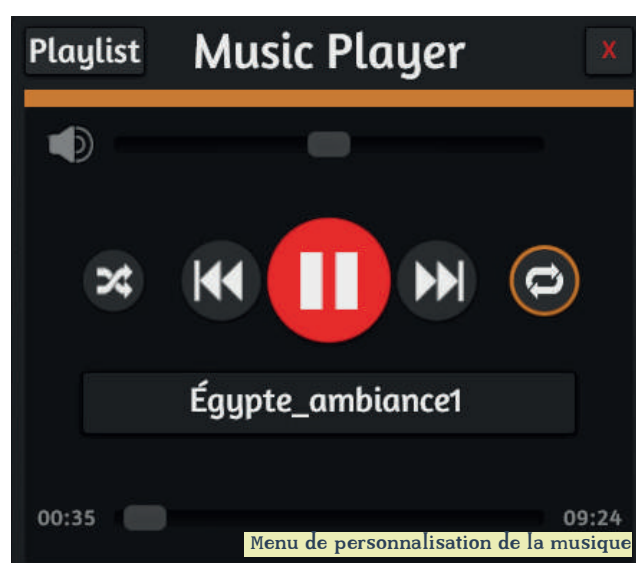 Playlist Music Player X
Égypte_ambiance1
00:35 09:24
Menu de personnalisation de la musique